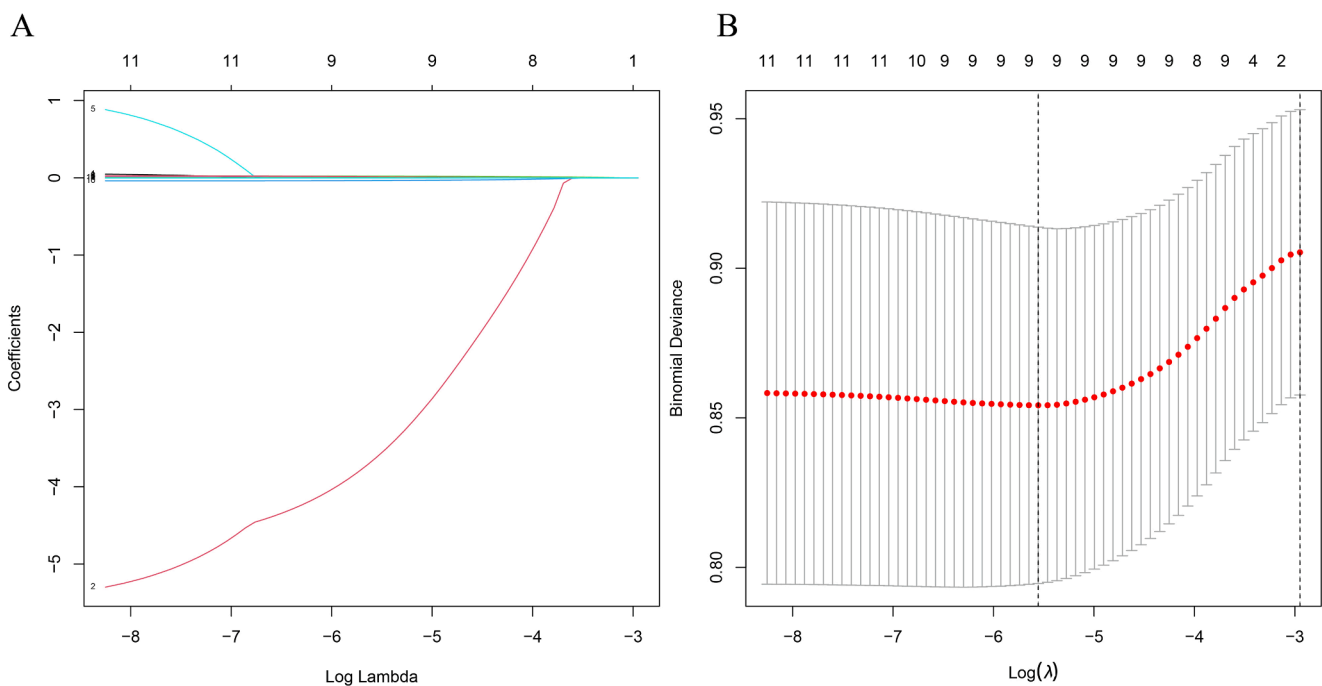 A
11 11 9 9 8 1
Coefficients
1
0
−1
−2
−3
−4
−5
5
10
2
−8 −7 −6 −5 −4 −3
Log Lambda
B
11 11 11 11 10 9 9 9 9 9 9 9 9 9 9 8 9 4 2
Binomial Deviance
0.95
0.90
0.85
0.80
−8 −7 −6 −5 −4 −3
Log(λ)